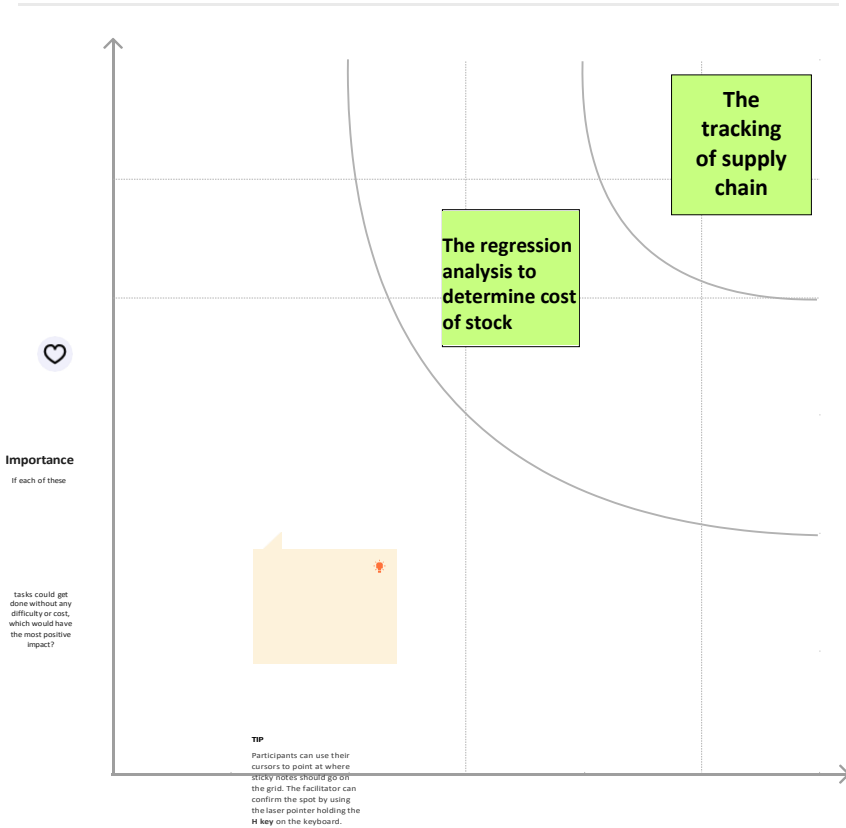 The
tracking
of supply
chain
The regression
analysis to
determine cost
of stock
Importance
If each of these
tasks could get
done without any
difficulty or cost,
which would have
the most positive
impact?
TIP
Participants can use their
cursors to point at where
sticky notes should go on
the grid. The facilitator can
confirm the spot by using
the laser pointer holding the
H key on the keyboard.